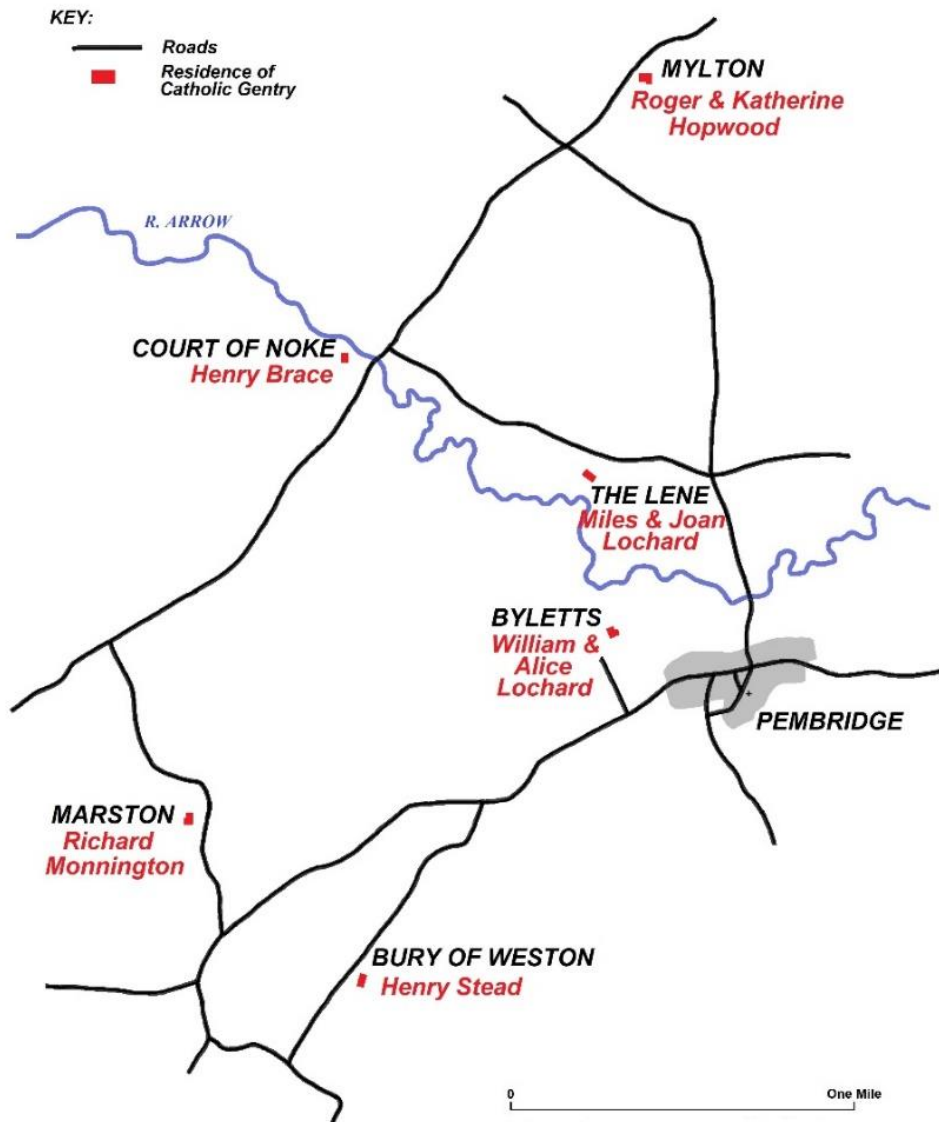 KEY:
Roads
Residence of
Catholic Gentry
MYLTON
Roger & Katherine
Hopwood
R. ARROW
COURT OF NOKE
Henry Brace
THE LENE
Miles & Joan
Lochard
BYLETTS
William &
Alice
Lochard
PEMBRIDGE
MARSTON
Richard
Monnington
BURY OF WESTON
Henry Stead
0 One Mile